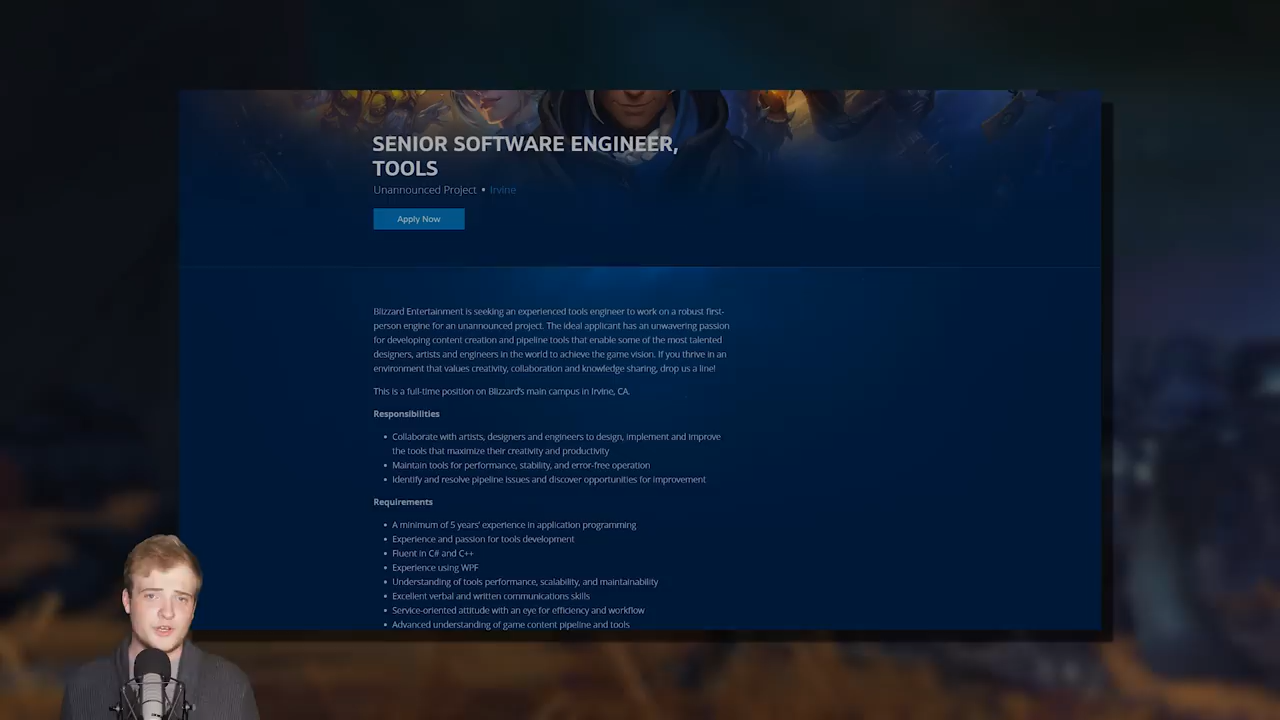 SENIOR SOFTWARE ENGINEER,
TOOLS
Unannounced Project • Irvine
Apply Now
Blizzard Entertainment is seeking an experienced tools engineer to work on a robust first-
person engine for an unannounced project. The ideal applicant has an unwavering passion
for developing content creation and pipeline tools that enable some of the most talented
designers, artists and engineers in the world to achieve the game vision. If you thrive in an
environment that values creativity, collaboration and knowledge sharing, drop us a line!
This is a full-time position on Blizzard's main campus in Irvine, CA.
Responsibilities
• Collaborate with artists, designers and engineers to design, implement and improve
the tools that maximize their creativity and productivity
• Maintain tools for performance, stability, and error-free operation
• Identify and resolve pipeline issues and discover opportunities for improvement
Requirements
• A minimum of 5 years' experience in application programming
• Experience and passion for tools development
• Fluent in C# and C++
• Experience using WPF
• Understanding of tools performance, scalability, and maintainability
• Excellent verbal and written communications skills
• Service-oriented attitude with an eye for efficiency and workflow
• Advanced understanding of game content pipeline and tools